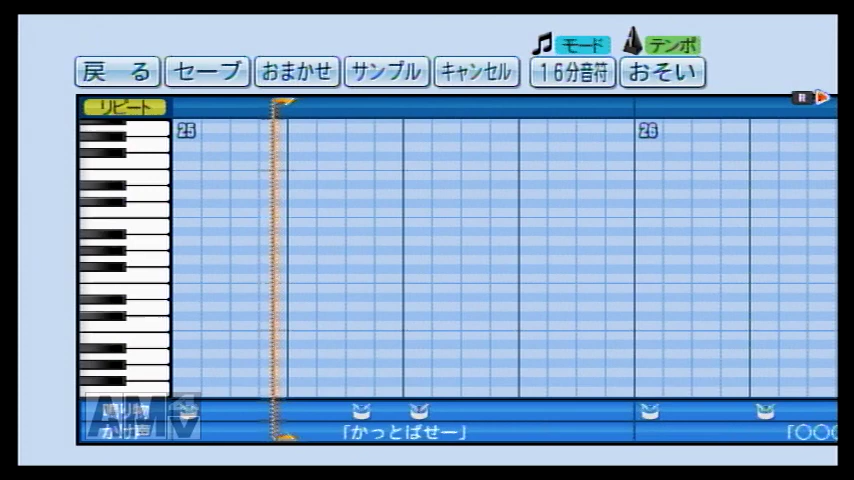 モード テンポ
戻る セーブ おまかせ サンプル キャンセル 16分音符 おそい
リピート R
25 26
鳴り物
かけ声 「かっとばせー」 「○○○
AMV